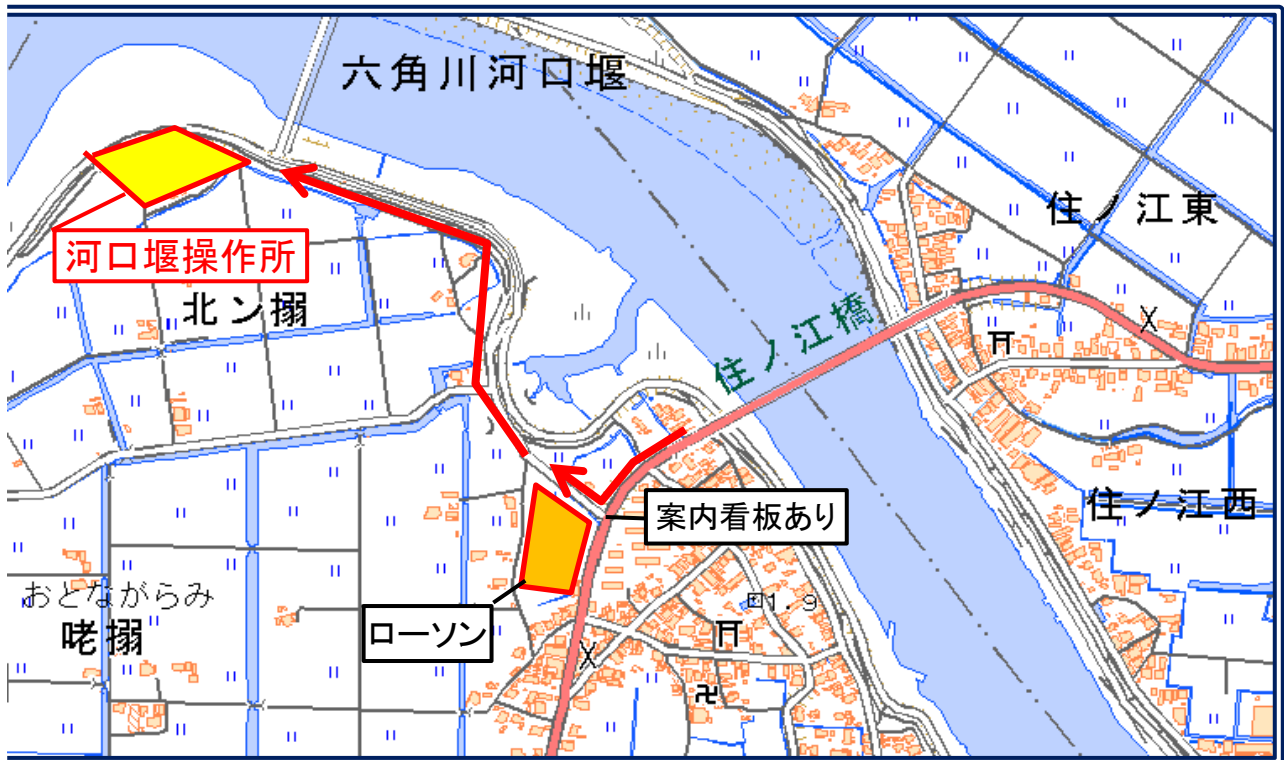 六角川河口堰
住ノ江東
河口堰操作所
北ン搦
住ノ江橋
住ノ江西
案内看板あり
おとながらみ
咾搦
ローソン
1.9